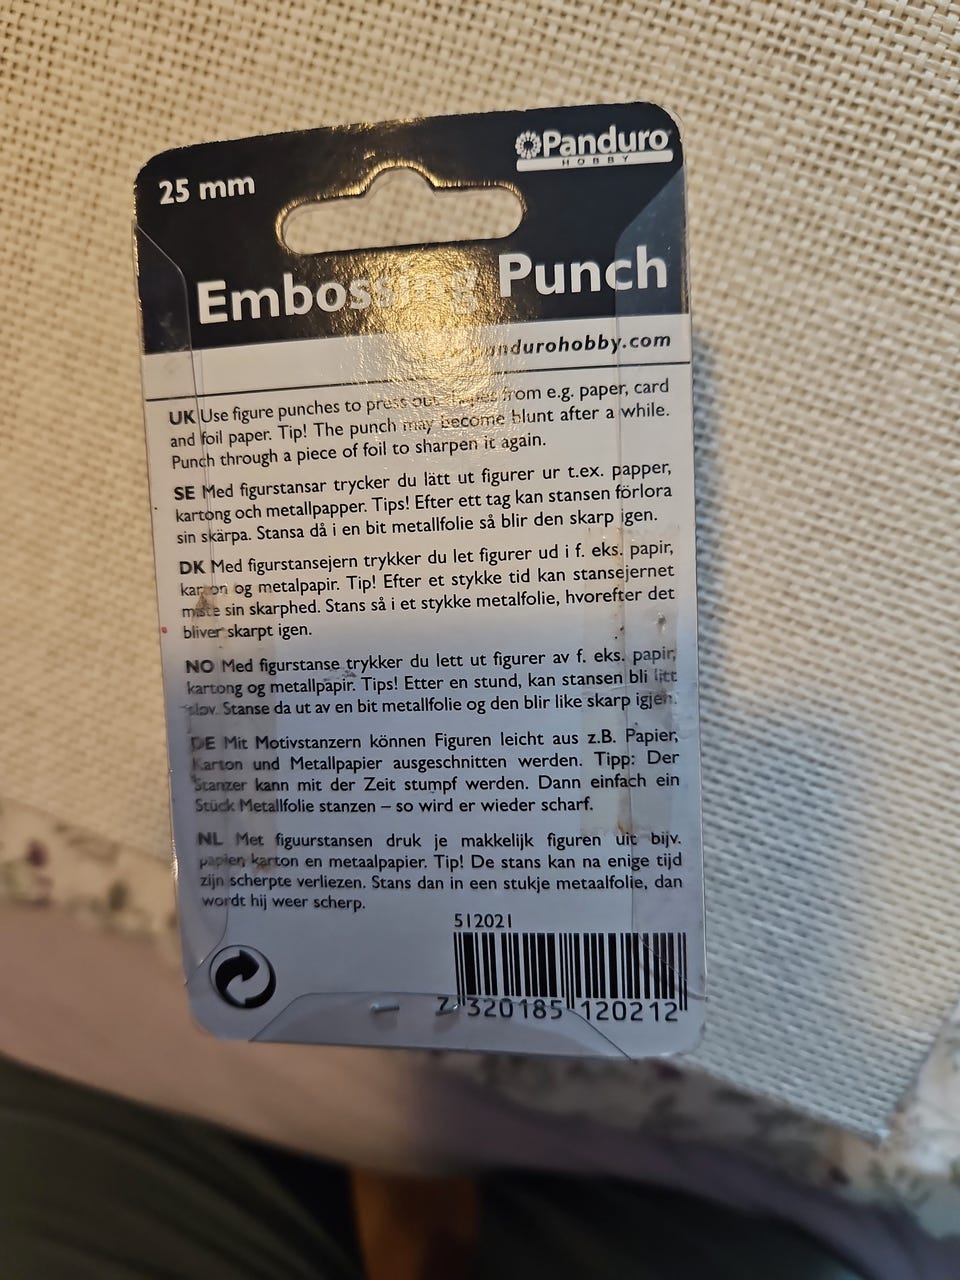 Panduro
HOBBY
25 mm
Embossing Punch
pandurohobby.com
UK Use figure punches to press out from e.g. paper, card
and foil paper. Tip! The punch may become blunt after a while.
Punch through a piece of foil to sharpen it again.
SE Med figurstansar trycker du lätt ut figurer ur t.ex. papper,
kartong och metallpapper. Tips! Efter ett tag kan stansen förlora
sin skärpa. Stansa då i en bit metallfolie så blir den skarp igen.
DK Med figurstansejern trykker du let figurer ud i f. eks. papir,
karton og metalpapir. Tip! Efter et stykke tid kan stansejernet
miste sin skarphed. Stans så i et stykke metalfolie, hvorefter det
bliver skarpt igen.
NO Med figurstanse trykker du lett ut figurer av f. eks. papir,
kartong og metallpapir. Tips! Etter en stund, kan stansen bli litt
sløv. Stanse da ut av en bit metallfolie og den blir like skarp igjen.
DE Mit Motivstanzern können Figuren leicht aus z.B. Papier,
Karton und Metallpapier ausgeschnitten werden. Tipp: Der
Stanzer kann mit der Zeit stumpf werden. Dann einfach ein
Stück Metallfolie stanzen – so wird er wieder scharf.
NL Met figuurstansen druk je makkelijk figuren uit bijv.
papier, karton en metaalpapier. Tip! De stans kan na enige tijd
zijn scherpte verliezen. Stans dan in een stukje metaalfolie, dan
wordt hij weer scherp.
512021
7 320185 120212